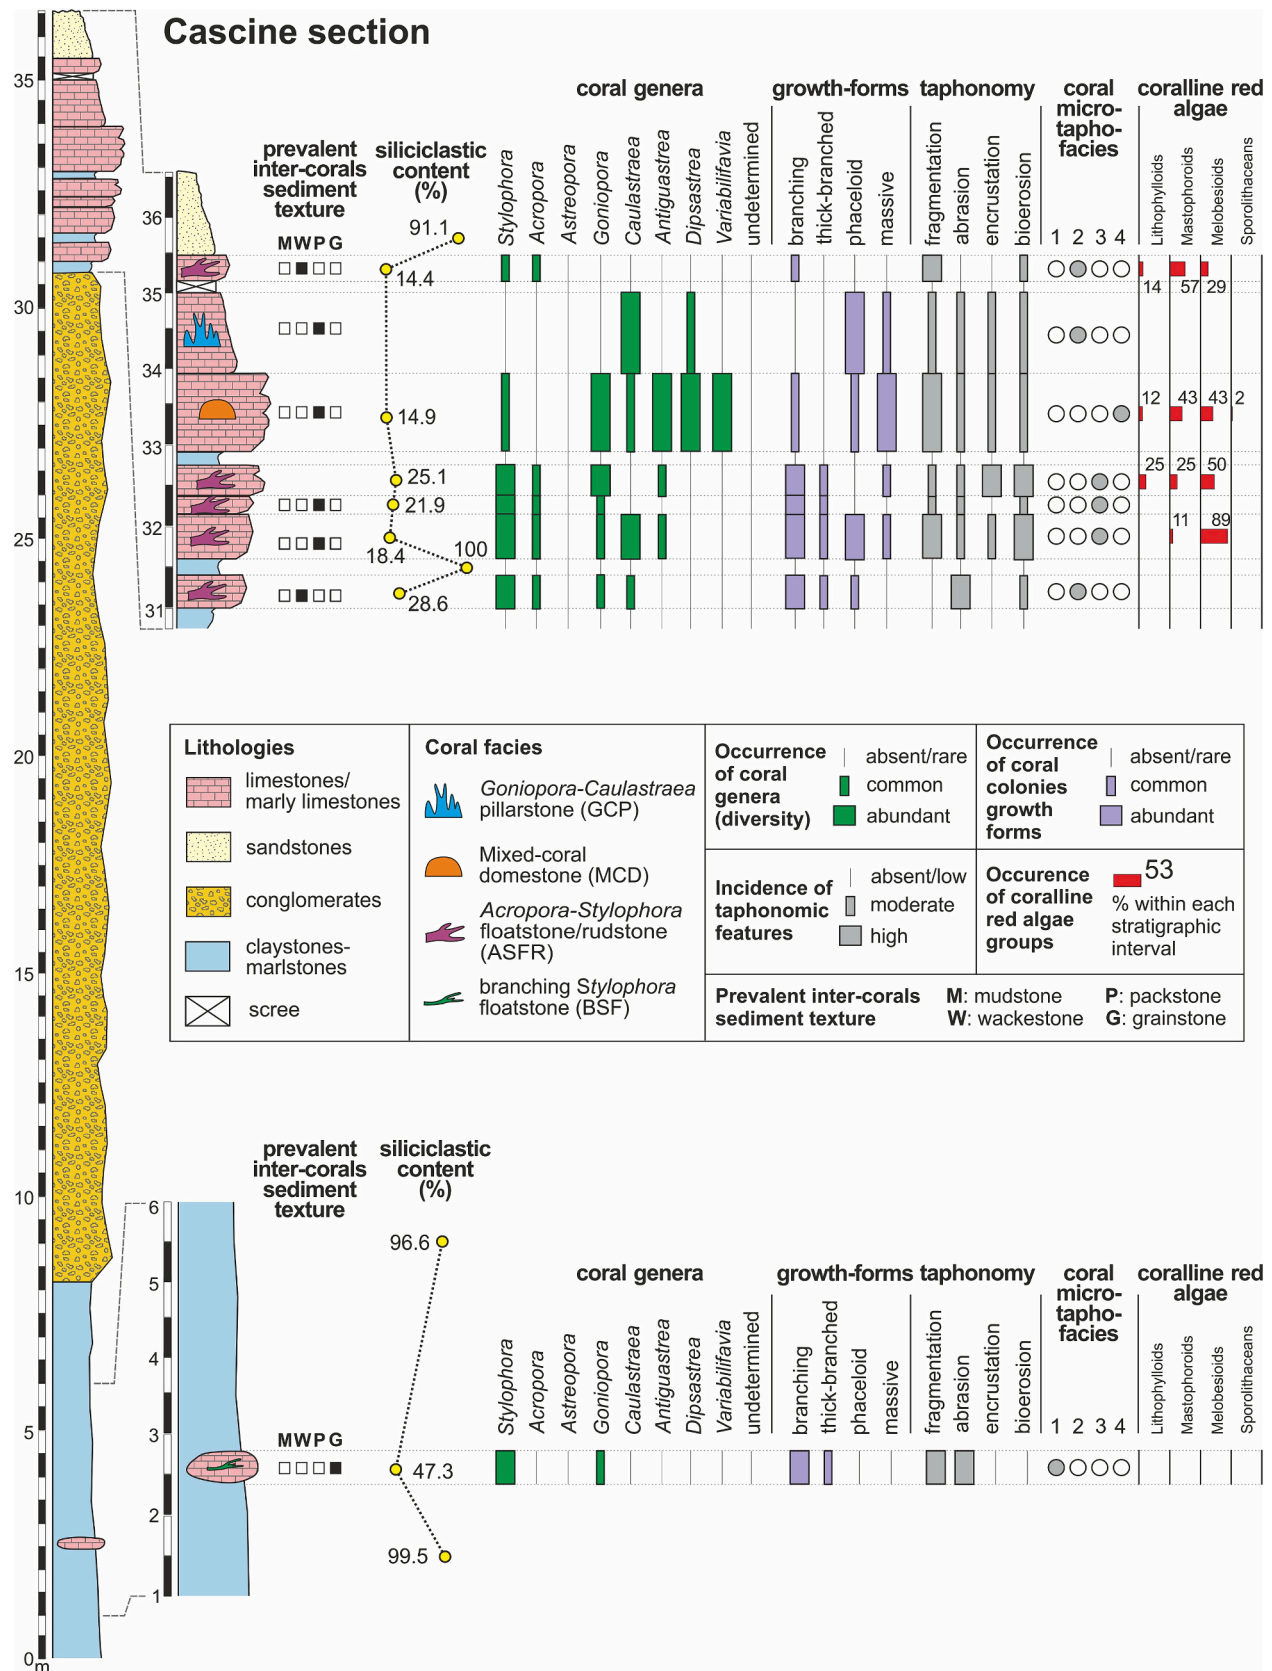 Cascine section
coral genera
growth-forms
taphonomy
coral
micro-
tapho-
facies
coralline red
algae
prevalent
inter-corals
sediment
texture
siliciclastic
content
(%)
Stylophora
Acropora
Astreopora
Goniopora
Caulastraea
Antiguastrea
Dipsastrea
Variabilifavia
undetermined
branching
thick-branched
phaceloid
massive
fragmentation
abrasion
encrustation
bioerosion
1 2 3 4
Lithophylloids
Mastophoroids
Melobesioids
Sporolithaceans
MWPG
35
30
25
20
15
10
5
0
m
36
35
34
33
32
31
91.1
14.4
14.9
25.1
21.9
18.4
100
28.6
14 57 29
12 43 43 2
25 25 50
11 89
Lithologies
limestones/
marly limestones
sandstones
conglomerates
claystones-
marlstones
scree
Coral facies
Goniopora-Caulastraea
pillarstone (GCP)
Mixed-coral
domestone (MCD)
Acropora-Stylophora
floatstone/rudstone
(ASFR)
branching Stylophora
floatstone (BSF)
Occurrence
of coral
genera
(diversity)
absent/rare
common
abundant
Occurrence
of coral
colonies
growth
forms
absent/rare
common
abundant
Incidence of
taphonomic
features
absent/low
moderate
high
Occurence
of coralline
red algae
groups
53
% within each
stratigraphic
interval
Prevalent inter-corals
sediment texture
M: mudstone
W: wackestone
P: packstone
G: grainstone
prevalent
inter-corals
sediment
texture
siliciclastic
content
(%)
6
5
4
3
2
1
MWPG
96.6
47.3
99.5
coral genera
growth-forms
taphonomy
coral
micro-
tapho-
facies
coralline red
algae
Stylophora
Acropora
Astreopora
Goniopora
Caulastraea
Antiguastrea
Dipsastrea
Variabilifavia
undetermined
branching
thick-branched
phaceloid
massive
fragmentation
abrasion
encrustation
bioerosion
1 2 3 4
Lithophylloids
Mastophoroids
Melobesioids
Sporolithaceans